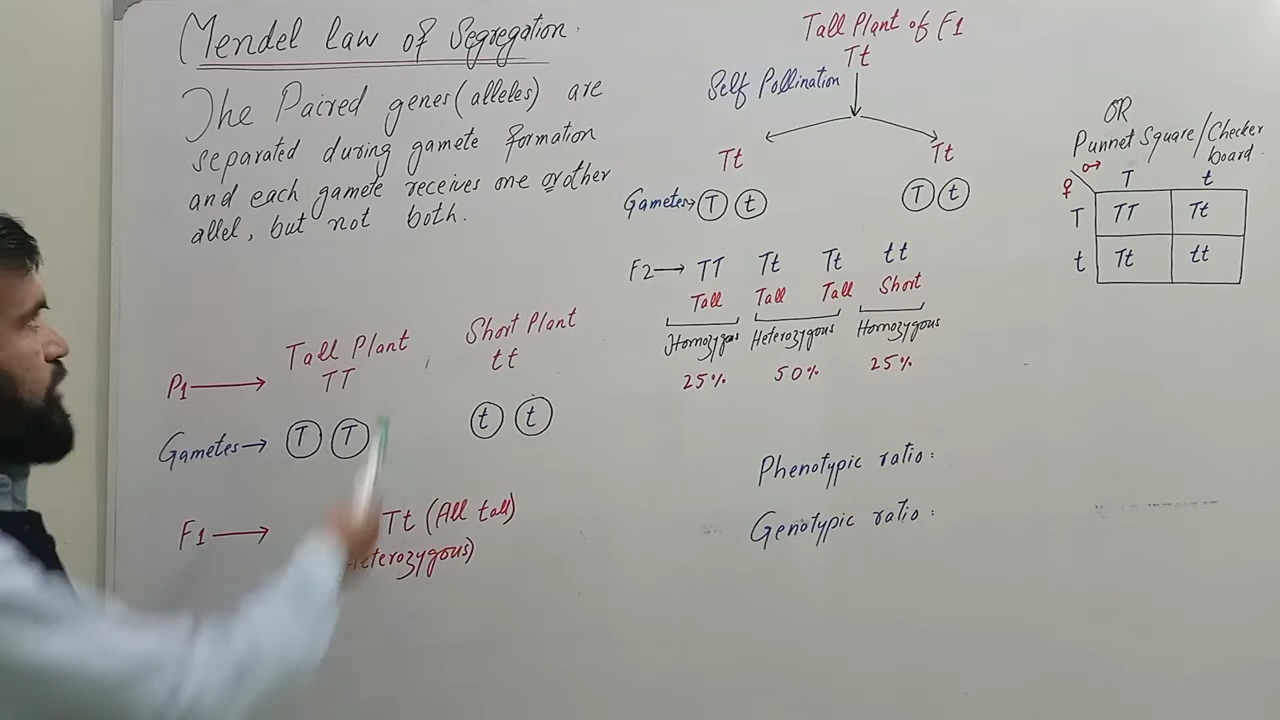 Mendel Law of Segregation.
The Paired genes (alleles) are
separated during gamete formation
and each gamete receives one or other
allel, but not both.
P1 → Tall Plant , Short Plant
TT tt
Gametes → T T t t
F1 → Tt (All tall)
Heterozygous)
Tall Plant of F1
Tt
Self Pollination
Tt Tt
Gametes → T t T t
F2 → TT Tt Tt tt
Tall Tall Tall Short
Homozygous Heterozygous Homozygous
25% 50% 25%
Phenotypic ratio:
Genotypic ratio:
OR
Punnet Square/Checker
board.
♂ T t
♀
T TT Tt
t Tt tt